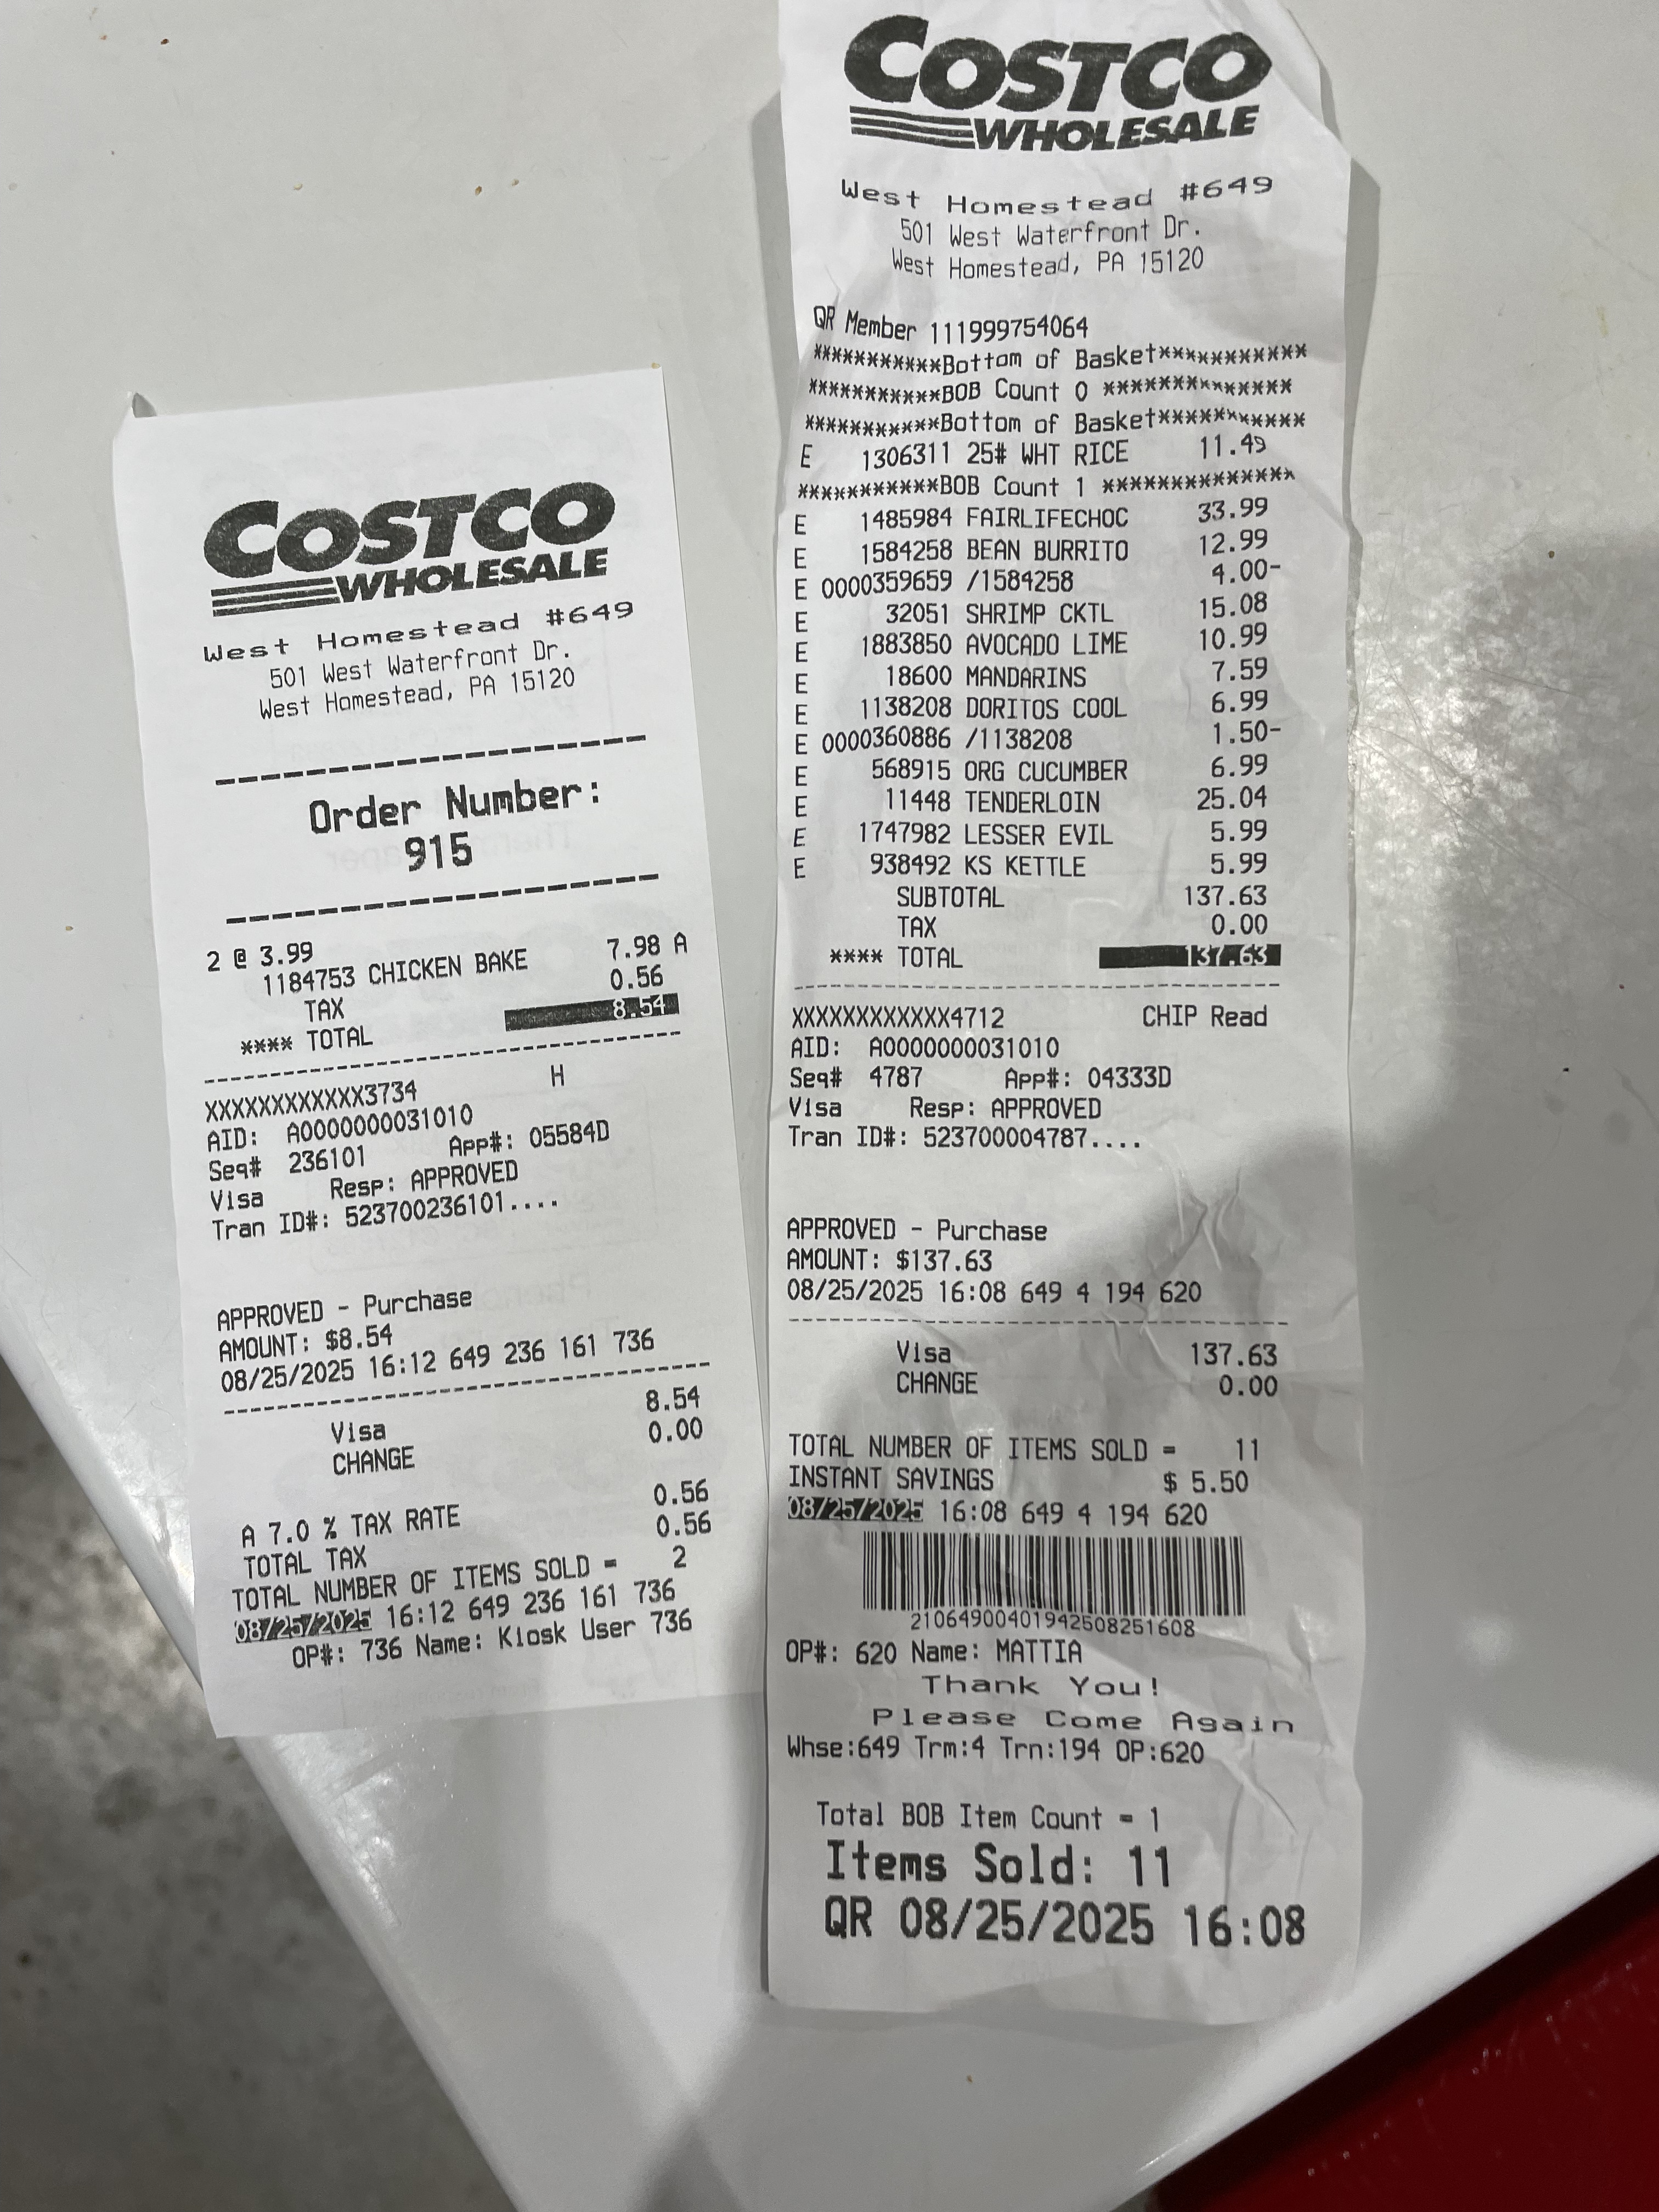 COSTCO
WHOLESALE
West Homestead #649
501 West Waterfront Dr.
West Homestead, PA 15120
Order Number:
915
2 @ 3.99
1184753 CHICKEN BAKE 7.98 A
TAX 0.56
**** TOTAL 8.54
XXXXXXXXXXXX3734 H
AID: A0000000031010
Seq# 236101 App#: 05584D
Visa Resp: APPROVED
Tran ID#: 523700236101....
APPROVED - Purchase
AMOUNT: $8.54
08/25/2025 16:12 649 236 161 736
Visa 8.54
CHANGE 0.00
A 7.0 % TAX RATE 0.56
TOTAL TAX 0.56
TOTAL NUMBER OF ITEMS SOLD = 2
08/25/2025 16:12 649 236 161 736
OP#: 736 Name: Kiosk User 736
COSTCO
WHOLESALE
West Homestead #649
501 West Waterfront Dr.
West Homestead, PA 15120
QR Member 111999754064
***********Bottom of Basket************
***********BOB Count 0 ***************
***********Bottom of Basket************
E 1306311 25# WHT RICE 11.49
***********BOB Count 1 ***************
E 1485984 FAIRLIFECHOC 33.99
E 1584258 BEAN BURRITO 12.99
E 0000359659 /1584258 4.00-
E 32051 SHRIMP CKTL 15.08
E 1883850 AVOCADO LIME 10.99
E 18600 MANDARINS 7.59
E 1138208 DORITOS COOL 6.99
E 0000360886 /1138208 1.50-
E 568915 ORG CUCUMBER 6.99
E 11448 TENDERLOIN 25.04
E 1747982 LESSER EVIL 5.99
E 938492 KS KETTLE 5.99
SUBTOTAL 137.63
TAX 0.00
**** TOTAL 137.63
XXXXXXXXXXXX4712 CHIP Read
AID: A0000000031010
Seq# 4787 App#: 04333D
Visa Resp: APPROVED
Tran ID#: 523700004787....
APPROVED - Purchase
AMOUNT: $137.63
08/25/2025 16:08 649 4 194 620
Visa 137.63
CHANGE 0.00
TOTAL NUMBER OF ITEMS SOLD = 11
INSTANT SAVINGS $ 5.50
08/25/2025 16:08 649 4 194 620
21064900401942508251608
OP#: 620 Name: MATTIA
Thank You!
Please Come Again
Whse:649 Trm:4 Trn:194 OP:620
Total BOB Item Count = 1
Items Sold: 11
QR 08/25/2025 16:08